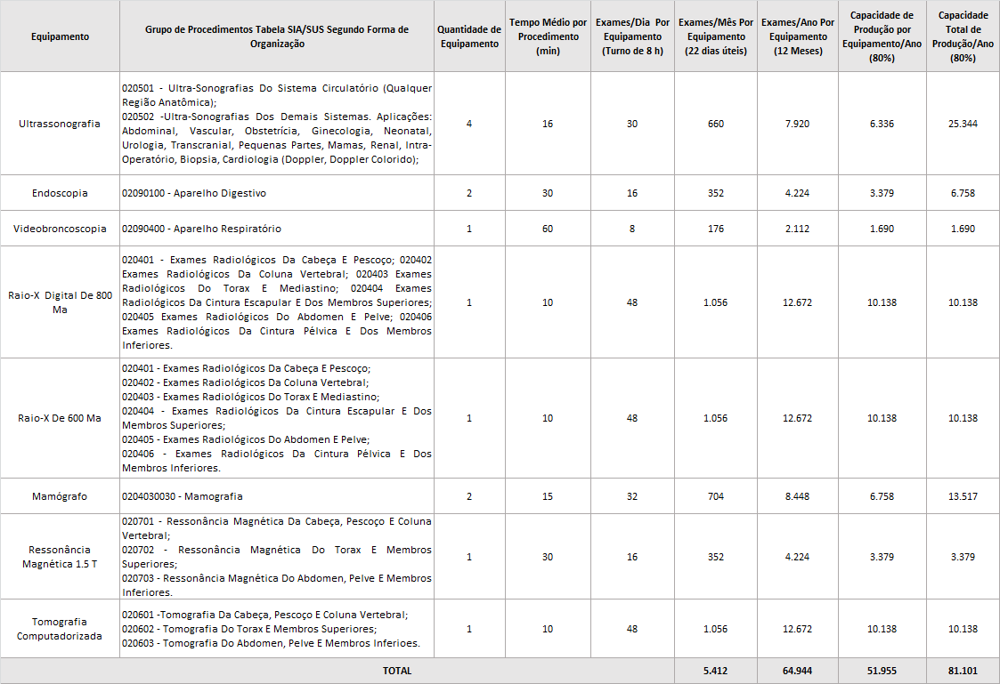 Equipamento
Grupo de Procedimentos Tabela SIA/SUS Segundo Forma de
Organização
Quantidade de
Equipamento
Tempo Médio por
Procedimento
(min)
Exames/Dia Por
Equipamento
(Turno de 8 h)
Exames/Mês Por
Equipamento
(22 dias úteis)
Exames/Ano Por
Equipamento
(12 Meses)
Capacidade de
Produção por
Equipamento/Ano
(80%)
Capacidade
Total de
Produção/Ano
(80%)
Ultrassonografia
020501 - Ultra-Sonografias Do Sistema Circulatório (Qualquer
Região Anatômica);
020502 -Ultra-Sonografias Dos Demais Sistemas. Aplicações:
Abdominal, Vascular, Obstetrícia, Ginecologia, Neonatal,
Urologia, Transcranial, Pequenas Partes, Mamas, Renal, Intra-
Operatório, Biopsia, Cardiologia (Doppler, Doppler Colorido);
4
16
30
660
7.920
6.336
25.344
Endoscopia
02090100 - Aparelho Digestivo
2
30
16
352
4.224
3.379
6.758
Videobroncoscopia
02090400 - Aparelho Respiratório
1
60
8
176
2.112
1.690
1.690
Raio-X Digital De 800
Ma
020401 - Exames Radiológicos Da Cabeça E Pescoço; 020402
Exames Radiológicos Da Coluna Vertebral; 020403 Exames
Radiológicos Do Torax E Mediastino; 020404 Exames
Radiológicos Da Cintura Escapular E Dos Membros Superiores;
020405 Exames Radiológicos Do Abdomen E Pelve; 020406
Exames Radiológicos Da Cintura Pélvica E Dos Membros
Inferiores.
1
10
48
1.056
12.672
10.138
10.138
Raio-X De 600 Ma
020401 - Exames Radiológicos Da Cabeça E Pescoço;
020402 - Exames Radiológicos Da Coluna Vertebral;
020403 - Exames Radiológicos Do Torax E Mediastino;
020404 - Exames Radiológicos Da Cintura Escapular E Dos
Membros Superiores;
020405 - Exames Radiológicos Do Abdomen E Pelve;
020406 - Exames Radiológicos Da Cintura Pélvica E Dos
Membros Inferiores.
1
10
48
1.056
12.672
10.138
10.138
Mamógrafo
0204030030 - Mamografia
2
15
32
704
8.448
6.758
13.517
Ressonância
Magnética 1.5 T
020701 - Ressonância Magnética Da Cabeça, Pescoço E Coluna
Vertebral;
020702 - Ressonância Magnética Do Torax E Membros
Superiores;
020703 - Ressonância Magnética Do Abdomen, Pelve E Membros
Inferiores.
1
30
16
352
4.224
3.379
3.379
Tomografia
Computadorizada
020601 -Tomografia Da Cabeça, Pescoço E Coluna Vertebral;
020602 - Tomografia Do Torax E Membros Superiores;
020603 - Tomografia Do Abdomen, Pelve E Membros Inferioes.
1
10
48
1.056
12.672
10.138
10.138
TOTAL
5.412
64.944
51.955
81.101